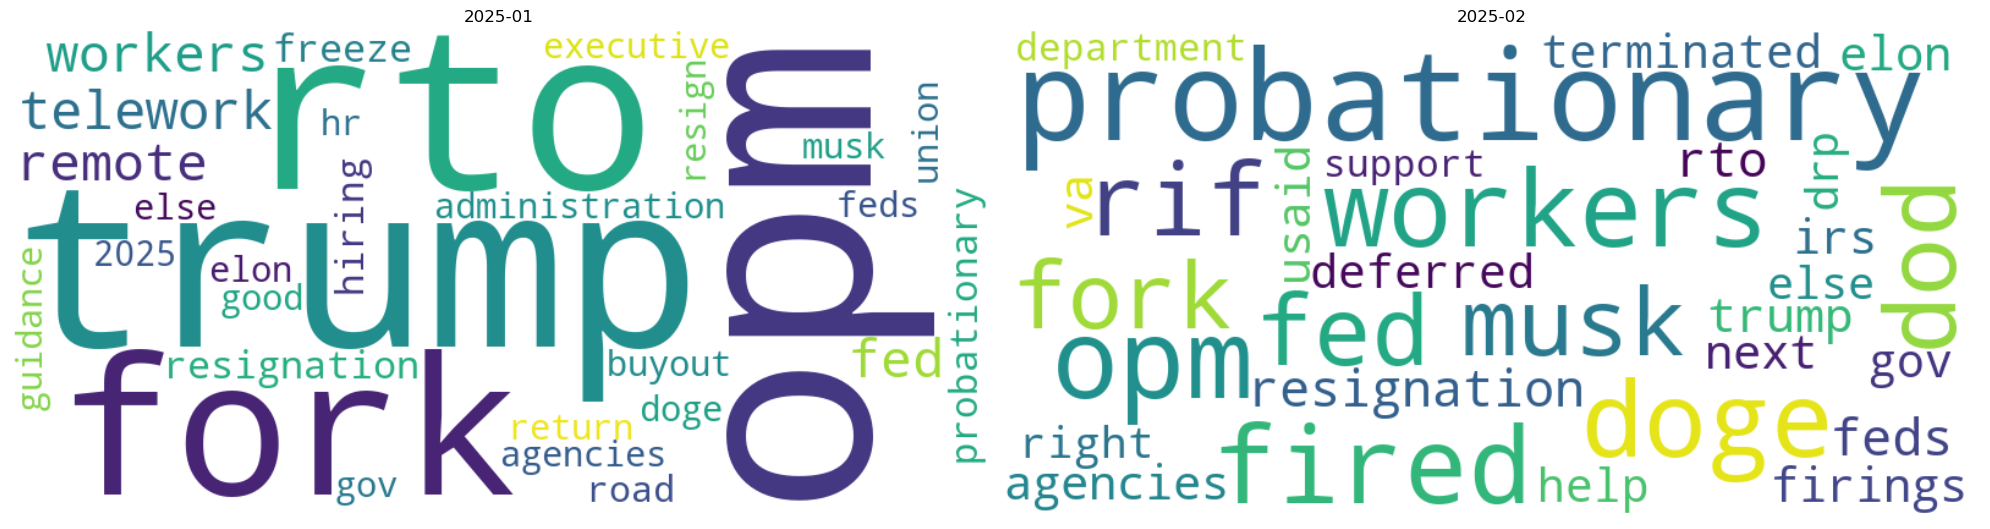 2025-01
workers
freeze
executive
rto
opm
telework
hr
resign
union
musk
remote
hiring
trump
else
administration
feds
probationary
2025
elon
good
guidance
fork
resignation
buyout
fed
doge
return
agencies
gov
road
2025-02
department
probationary
terminated
elon
va
rif
usaid
support
rto
drp
workers
dod
irs
deferred
fork
else
fed
musk
trump
opm
next
gov
resignation
doge
right
fired
feds
agencies
help
firings